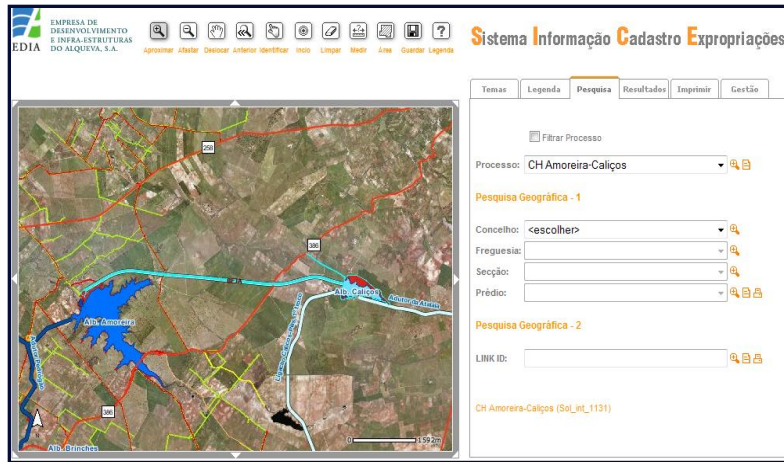 EDIA
EMPRESA DE
DESENVOLVIMENTO
E INFRA-ESTRUTURAS
DO ALQUEVA, S.A.
Aproximar Afastar Deslocar Anterior Identificar Início Limpar Medir Área Guardar Legenda
Sistema Informação Cadastro Expropriações
Temas Legenda Pesquisa Resultados Imprimir Gestão
Filtrar Processo
Processo: CH Amoreira-Caliços
Pesquisa Geográfica - 1
Concelho: <escolher>
Freguesia:
Secção:
Prédio:
Pesquisa Geográfica - 2
LINK ID:
CH Amoreira-Caliços (Sol_int_1131)
258
386
Alb. Caliços
Adutor da Atalaia
Alb. Amoreira
386
Alb. Brinches
0 1592m